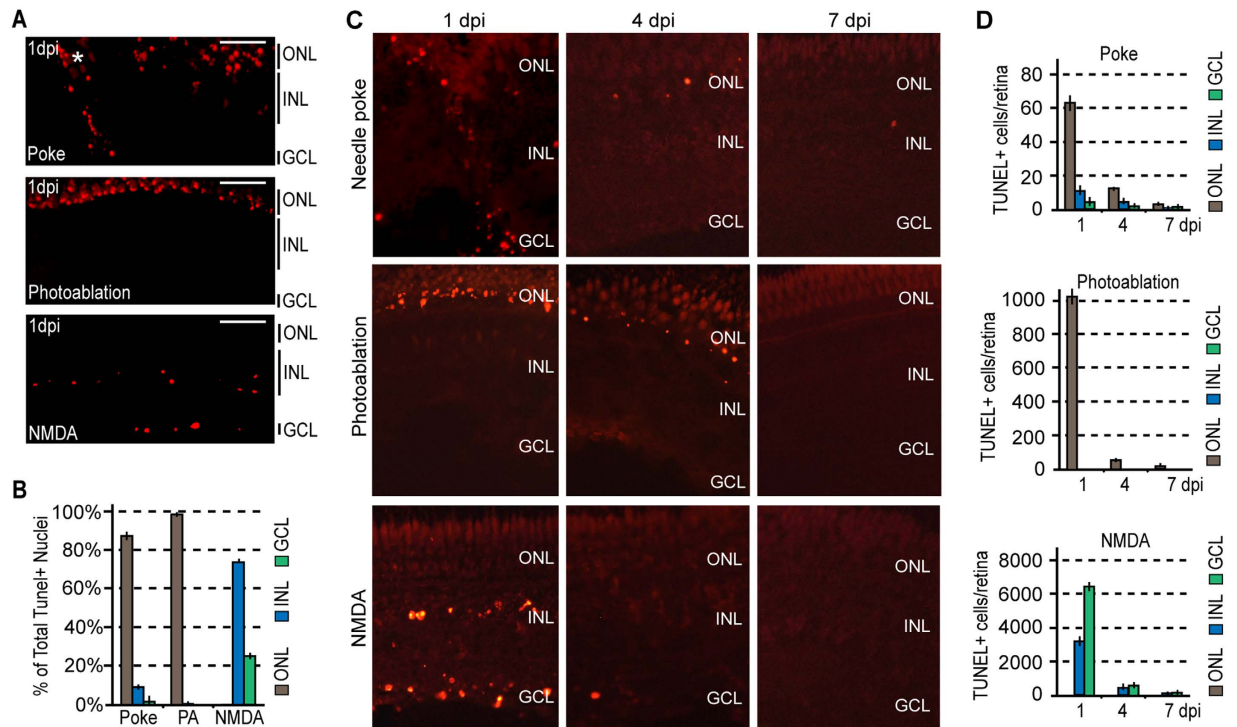 A
1dpi
*
ONL
INL
GCL
Poke
1dpi
ONL
INL
GCL
Photoablation
1dpi
ONL
INL
GCL
NMDA
B
% of Total Tunel+ Nuclei
100%
80%
60%
40%
20%
0%
Poke PA NMDA
ONL INL GCL
C
1 dpi 4 dpi 7 dpi
Needle poke
ONL
INL
GCL
ONL
INL
GCL
ONL
INL
GCL
Photoablation
ONL
INL
GCL
ONL
INL
GCL
ONL
INL
GCL
NMDA
ONL
INL
GCL
ONL
INL
GCL
ONL
INL
GCL
D
Poke
TUNEL+ cells/retina
80
60
40
20
0
1 4 7 dpi
ONL INL GCL
Photoablation
TUNEL+ cells/retina
1000
800
600
400
200
0
1 4 7 dpi
ONL INL GCL
NMDA
TUNEL+ cells/retina
8000
6000
4000
2000
0
1 4 7 dpi
ONL INL GCL